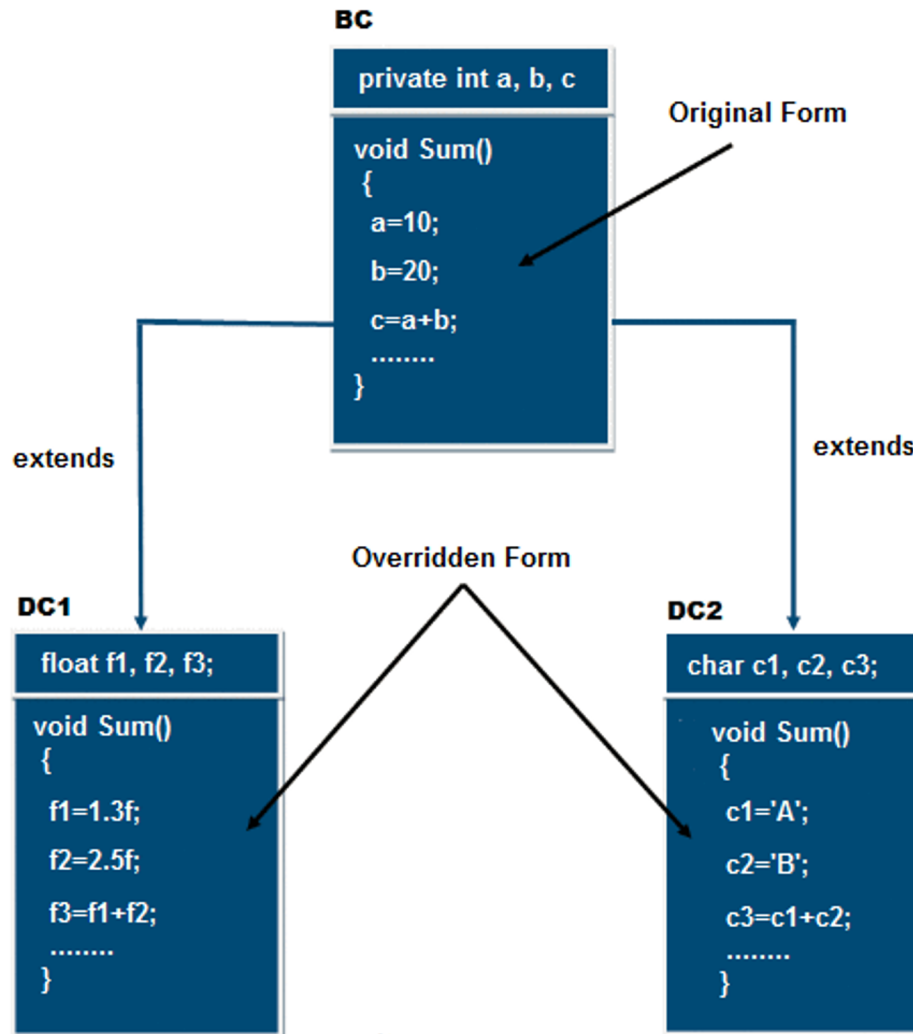 BC
private int a, b, c
Original Form
void Sum()
{
a=10;
b=20;
c=a+b;
........
}
extends
extends
Overridden Form
DC1
float f1, f2, f3;
void Sum()
{
f1=1.3f;
f2=2.5f;
f3=f1+f2;
........
}
DC2
char c1, c2, c3;
void Sum()
{
c1='A';
c2='B';
c3=c1+c2;
........
}